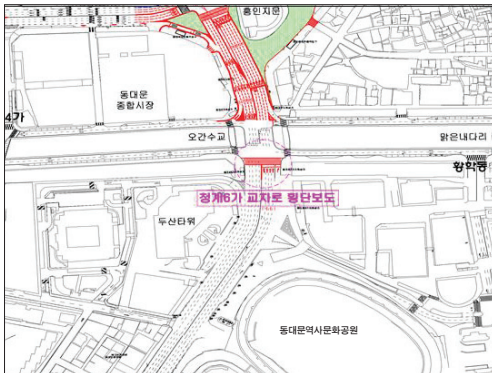 흥인지문
동대문
종합시장
4가
오간수교
맑은내다리
황학동
청계6가 교차로 횡단보도
두산타워
동대문역사문화공원